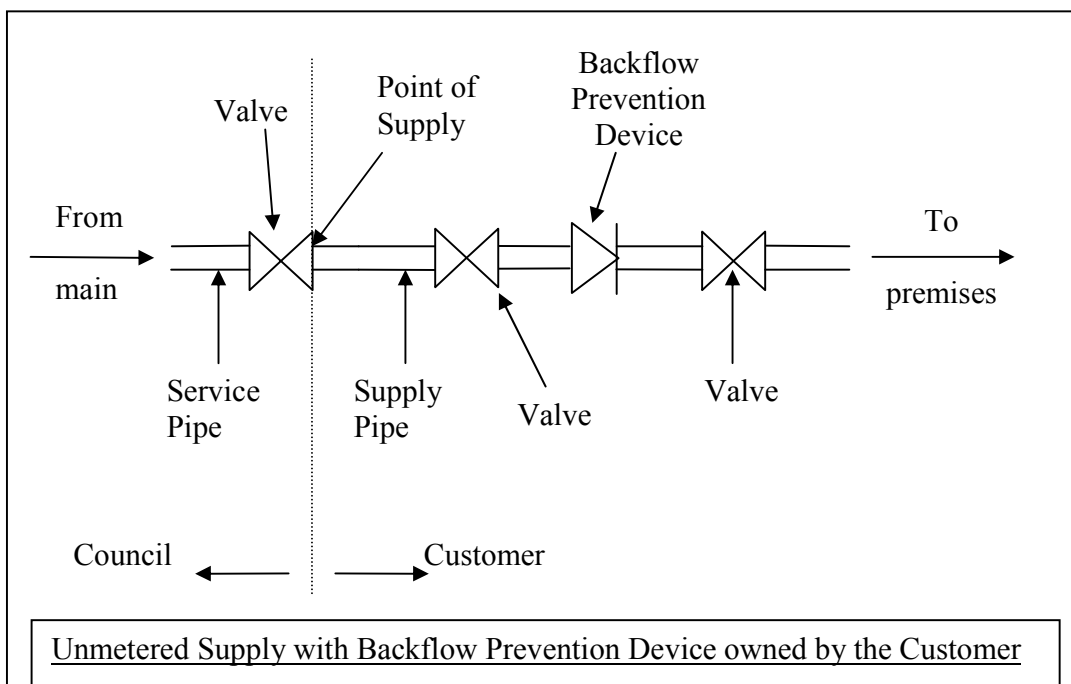 Backflow
Prevention
Device
Point of
Supply
Valve
From
main
To
premises
Service
Pipe
Supply
Pipe
Valve
Valve
Council
Customer
Unmetered Supply with Backflow Prevention Device owned by the Customer